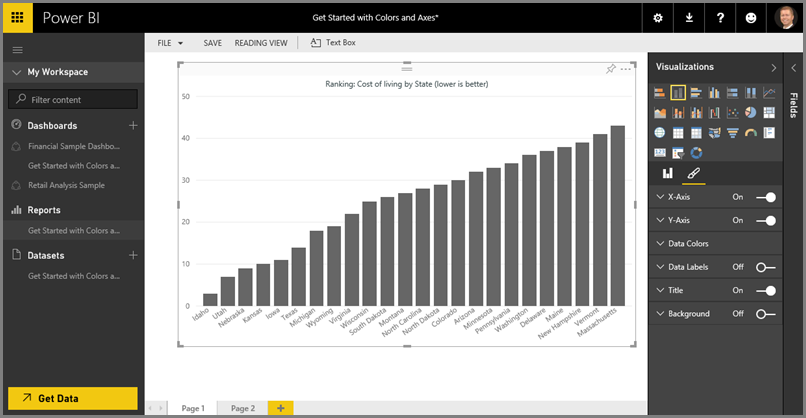 Power BI
Get Started with Colors and Axes*
?
FILE
SAVE
READING VIEW
Text Box
My Workspace
Filter content
Dashboards
Financial Sample Dashbo...
Get Started with Colors a...
Retail Analysis Sample
Reports
Get Started with Colors a...
Datasets
Get Started with Colors a...
Get Data
Ranking: Cost of living by State (lower is better)
50
40
30
20
10
0
Idaho
Utah
Nebraska
Kansas
Iowa
Texas
Michigan
Wyoming
Virginia
Wisconsin
South Dakota
Montana
North Carolina
North Dakota
Colorado
Arizona
Minnesota
Pennsylvania
Washington
Delaware
Maine
New Hampshire
Vermont
Massachusetts
Page 1
Page 2
Visualizations
X-Axis On
Y-Axis On
Data Colors
Data Labels Off
Title On
Background Off
Fields